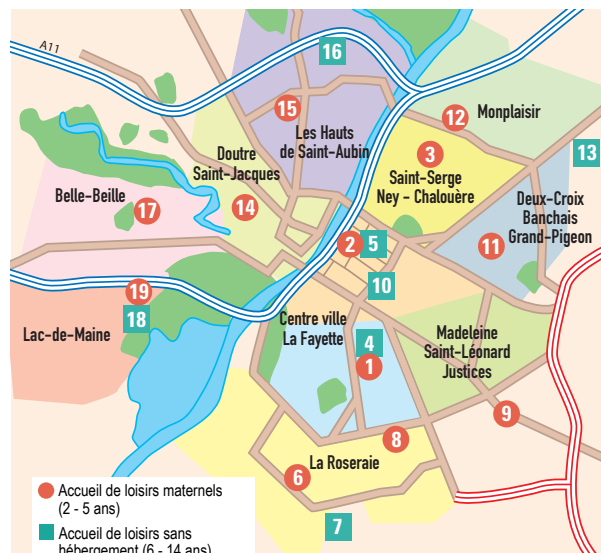 A11
16
15
Les Hauts
de Saint-Aubin
12
Monplaisir
3
Saint-Serge
Ney – Chalouère
13
Doutre
Saint-Jacques
14
Belle-Beille
17
Deux-Croix
Banchais
Grand-Pigeon
11
2
5
10
19
18
Lac-de-Maine
Centre ville
La Fayette
4
1
Madeleine
Saint-Léonard
Justices
9
8
La Roseraie
6
7
Accueil de loisirs maternels
(2 - 5 ans)
Accueil de loisirs sans
hébergement (6 - 14 ans)